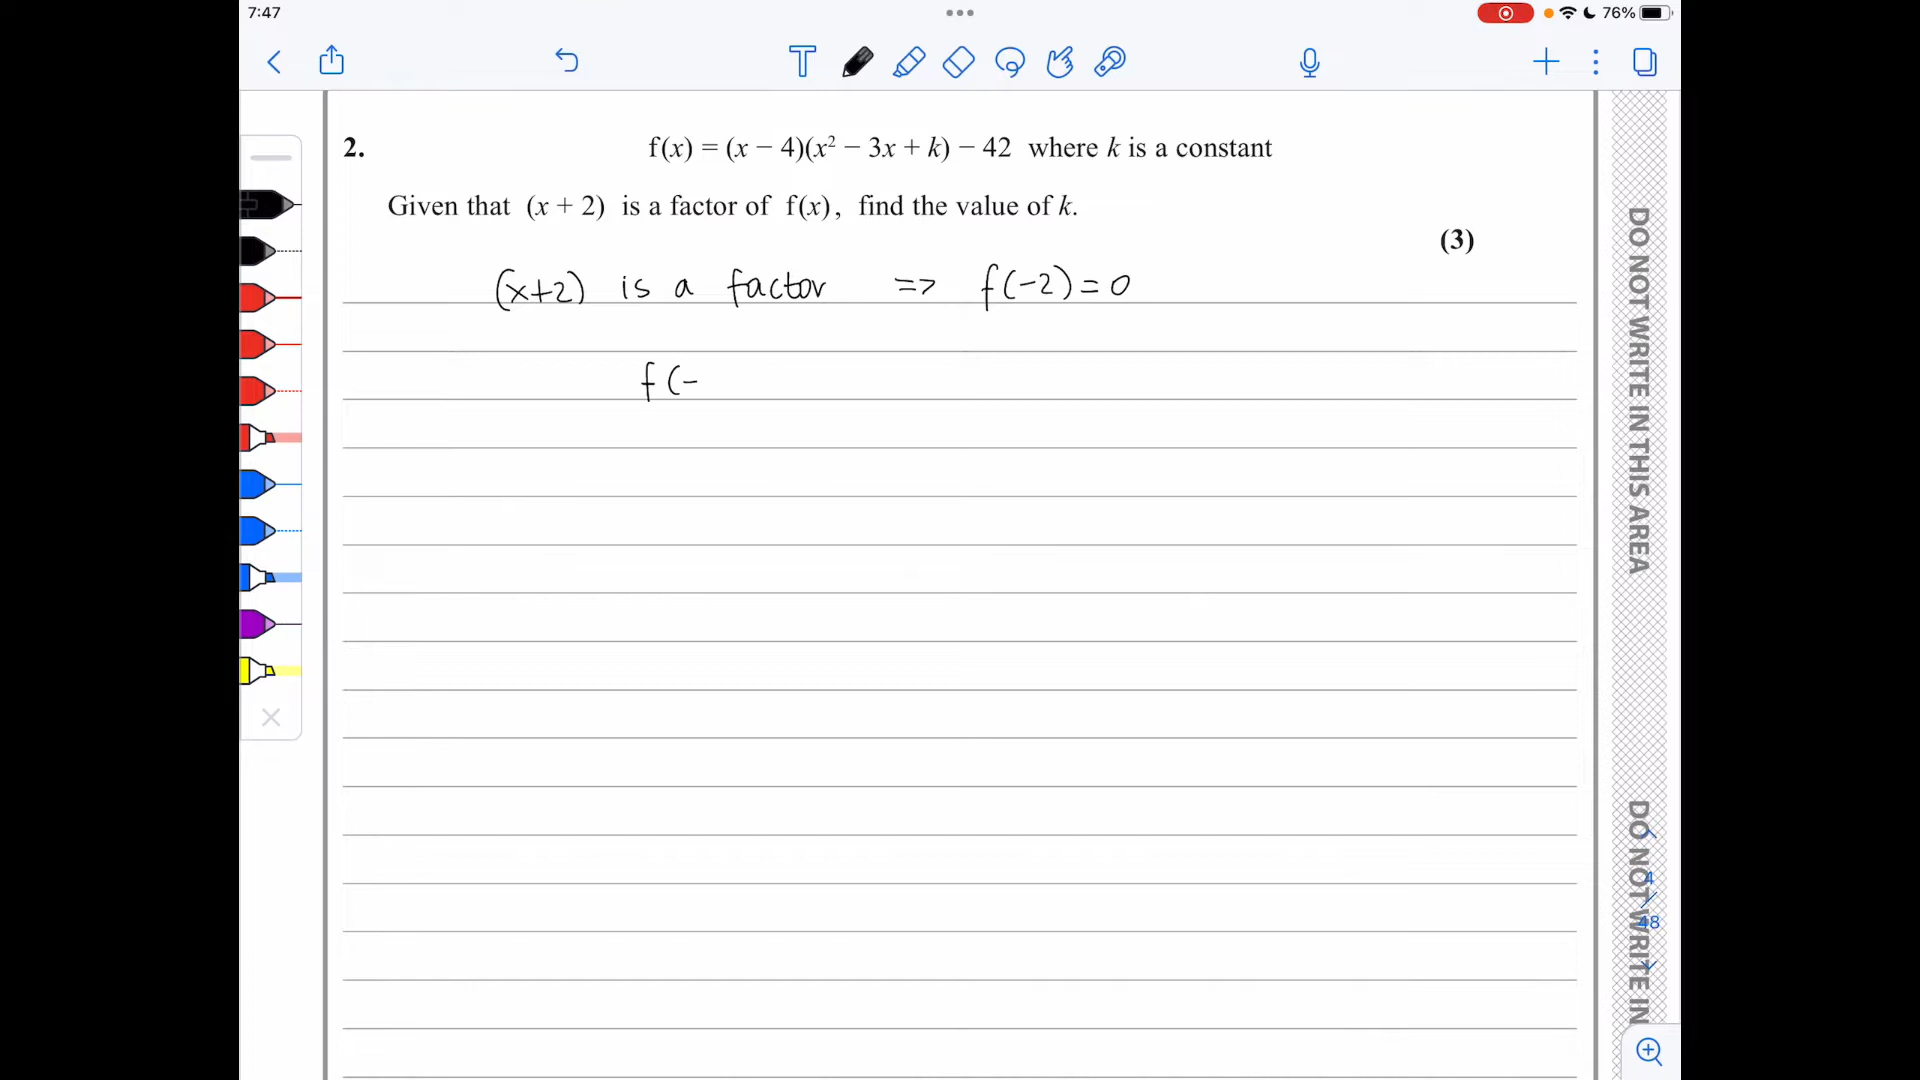 7:47
76%
2.
f(x) = (x − 4)(x² − 3x + k) − 42 where k is a constant
Given that (x + 2) is a factor of f(x), find the value of k.
(3)
(x+2) is a factor => f(-2) = 0
f(-
DO NOT WRITE IN THIS AREA
DO NOT WRITE IN
4
/
48